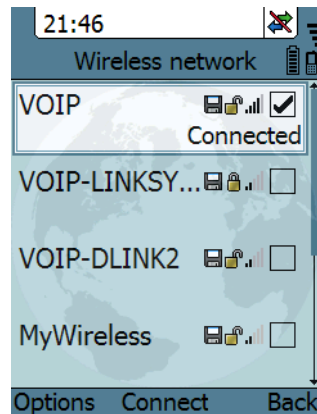 21:46
Wireless network
VOIP
Connected
VOIP-LINKSY...
VOIP-DLINK2
MyWireless
Options Connect Back